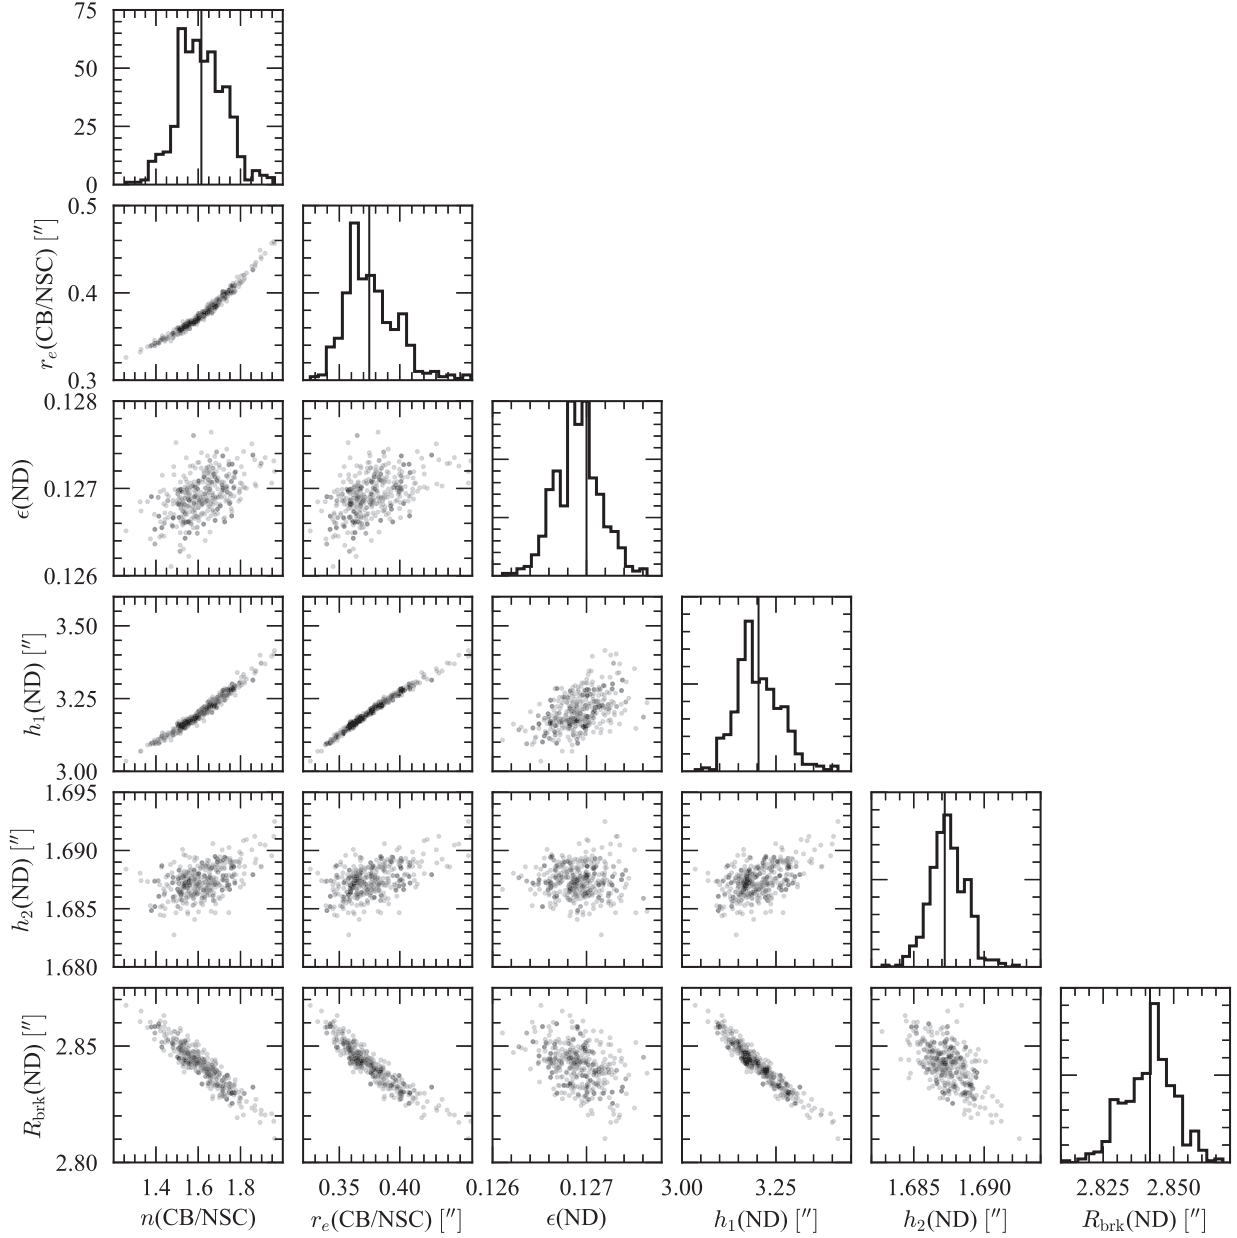 75
50
25
0
0.5
0.4
0.3
r_e(CB/NSC) [″]
0.128
0.127
0.126
ϵ(ND)
3.50
3.25
3.00
h_1(ND) [″]
1.695
1.690
1.685
1.680
h_2(ND) [″]
2.85
2.80
R_brk(ND) [″]
1.4 1.6 1.8 0.35 0.40 0.126 0.127 3.00 3.25 1.685 1.690 2.825 2.850
n(CB/NSC) r_e(CB/NSC) [″] ϵ(ND) h_1(ND) [″] h_2(ND) [″] R_brk(ND) [″]